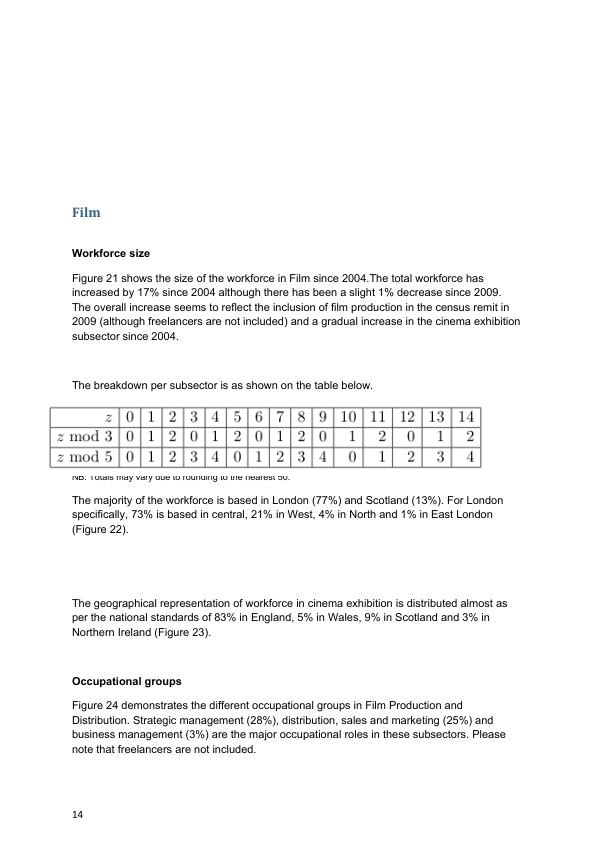 Film
Workforce size
Figure 21 shows the size of the workforce in Film since 2004.The total workforce has
increased by 17% since 2004 although there has been a slight 1% decrease since 2009.
The overall increase seems to reflect the inclusion of film production in the census remit in
2009 (although freelancers are not included) and a gradual increase in the cinema exhibition
subsector since 2004.
The breakdown per subsector is as shown on the table below.
z 0 1 2 3 4 5 6 7 8 9 10 11 12 13 14
z mod 3 0 1 2 0 1 2 0 1 2 0 1 2 0 1 2
z mod 5 0 1 2 3 4 0 1 2 3 4 0 1 2 3 4
NB. Totals may vary due to rounding to the nearest 50.
The majority of the workforce is based in London (77%) and Scotland (13%). For London
specifically, 73% is based in central, 21% in West, 4% in North and 1% in East London
(Figure 22).
The geographical representation of workforce in cinema exhibition is distributed almost as
per the national standards of 83% in England, 5% in Wales, 9% in Scotland and 3% in
Northern Ireland (Figure 23).
Occupational groups
Figure 24 demonstrates the different occupational groups in Film Production and
Distribution. Strategic management (28%), distribution, sales and marketing (25%) and
business management (3%) are the major occupational roles in these subsectors. Please
note that freelancers are not included.
14